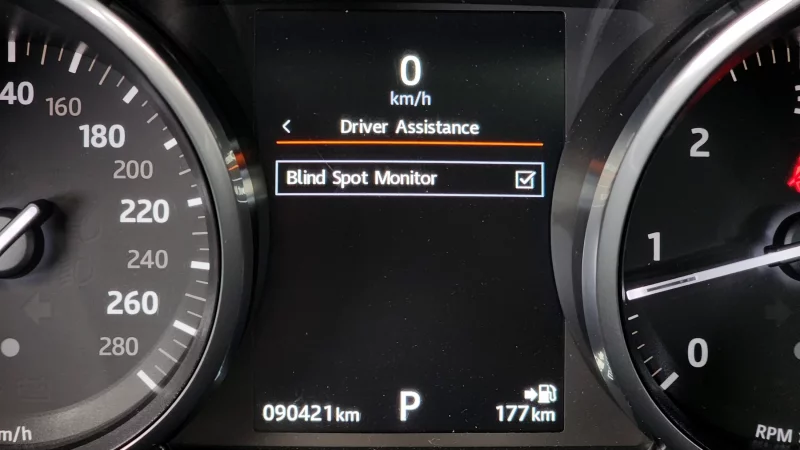 40
160
180
200
220
240
260
280
m/h
0
km/h
Driver Assistance
Blind Spot Monitor
090421km
P
177km
3
2
1
0
RPM